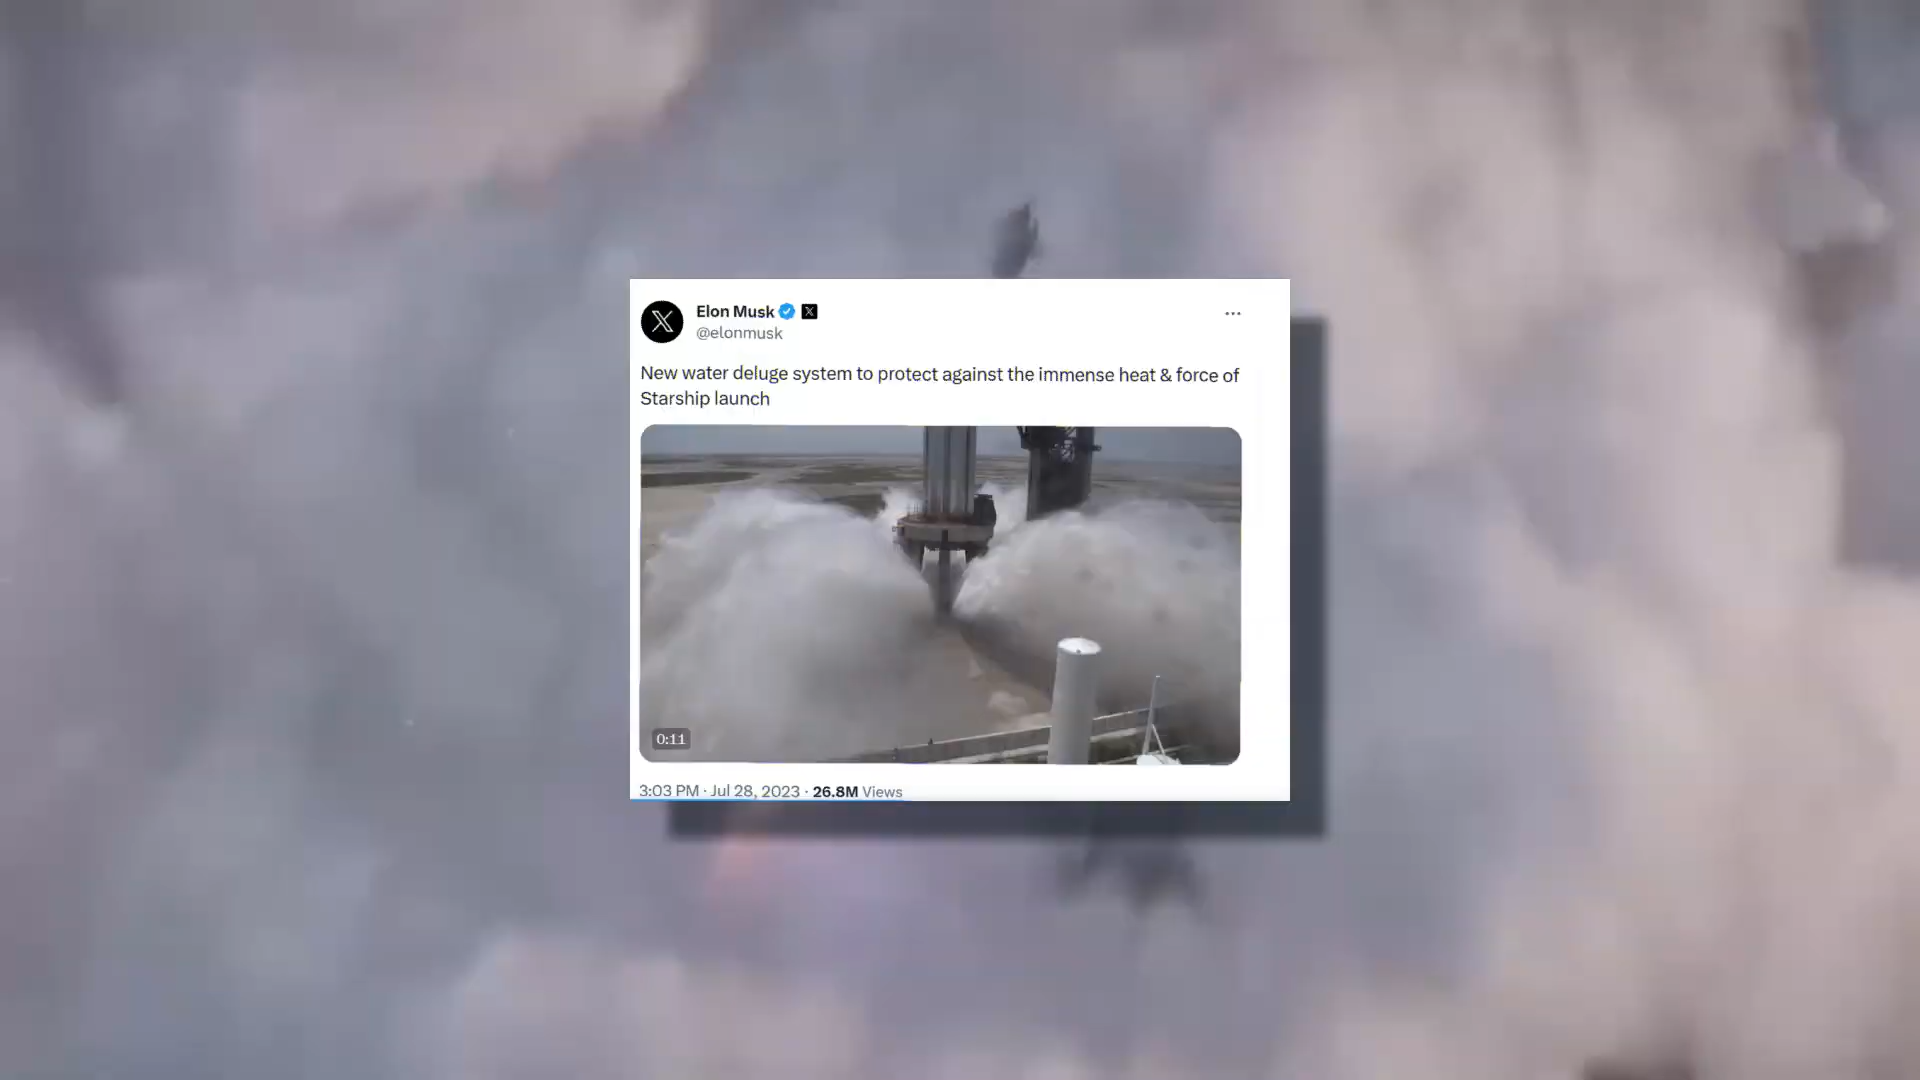 Elon Musk
@elonmusk
New water deluge system to protect against the immense heat & force of
Starship launch
0:11
3:03 PM · Jul 28, 2023 · 26.8M Views